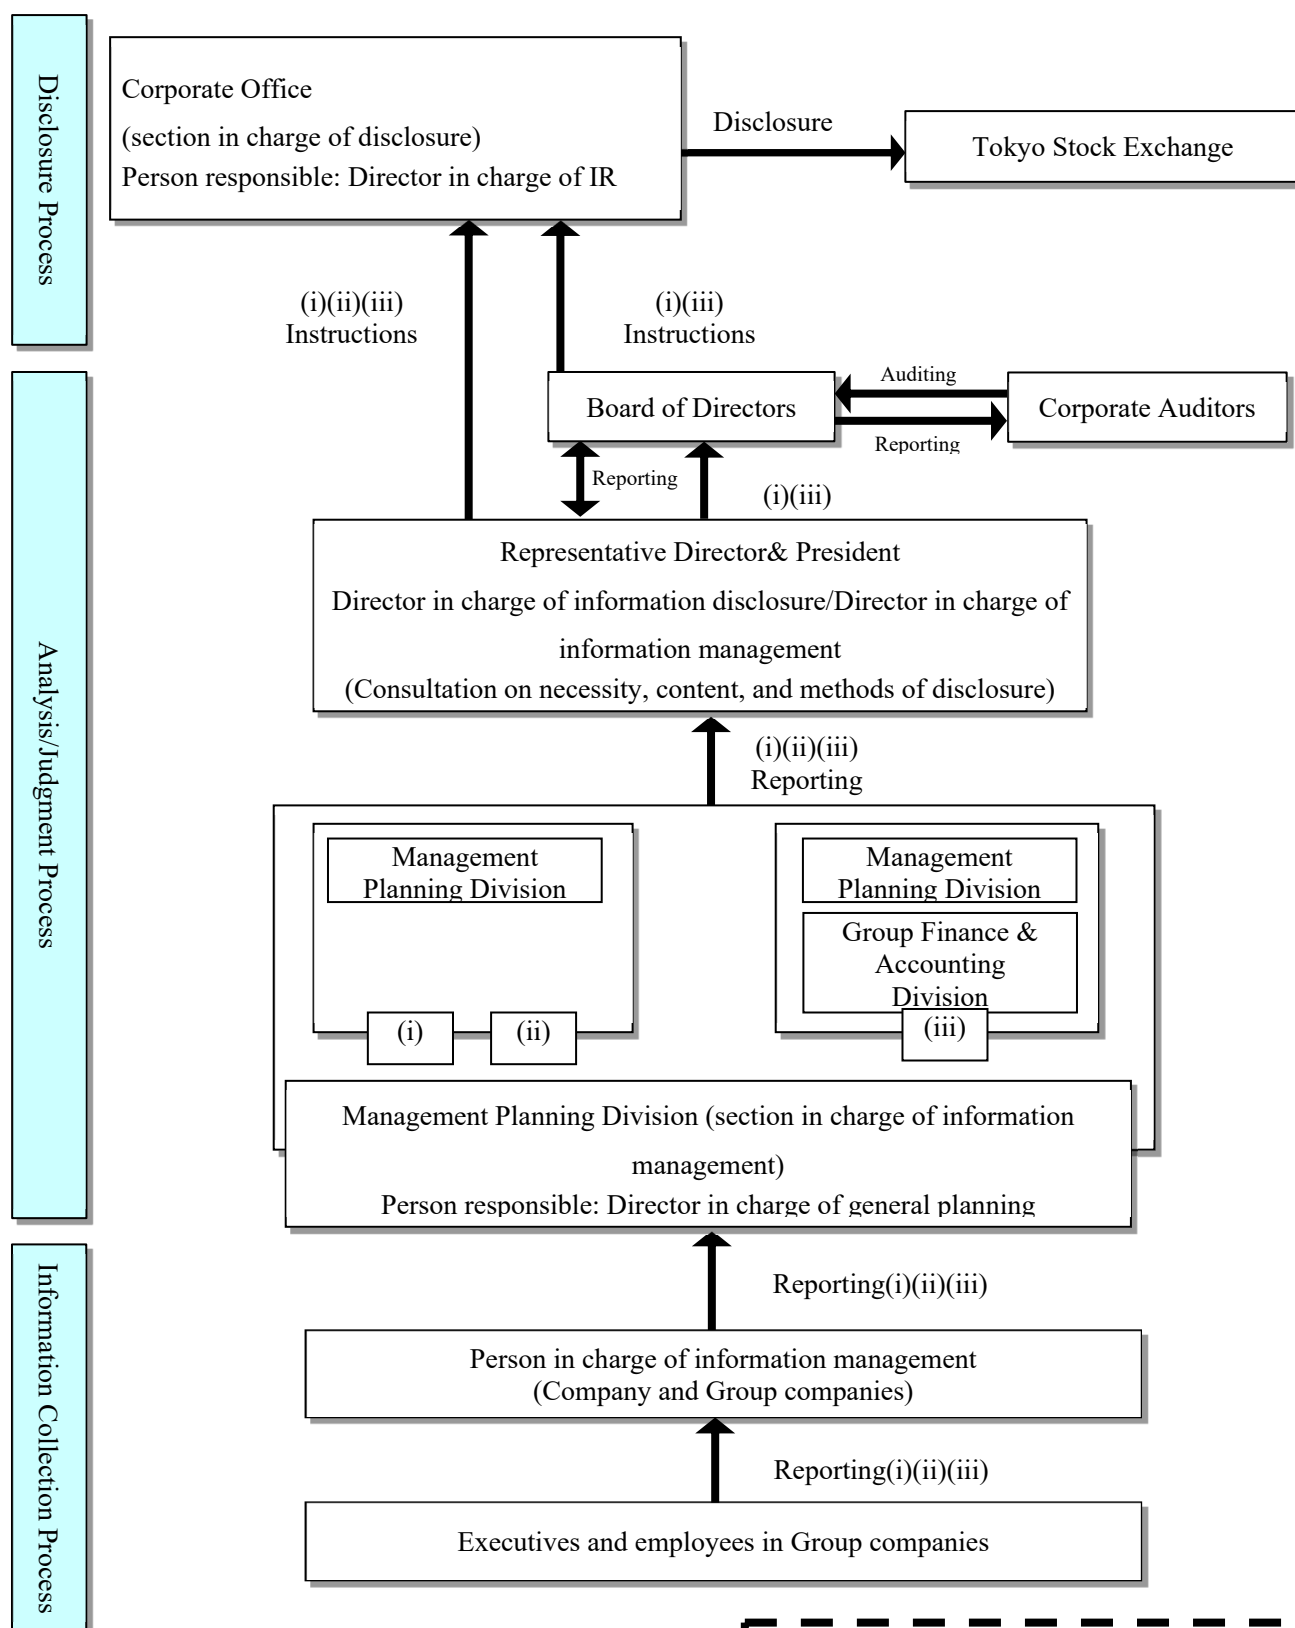 Disclosure Process
Corporate Office
(section in charge of disclosure)
Person responsible: Director in charge of IR
Disclosure
Tokyo Stock Exchange
(i)(ii)(iii)
Instructions
(i)(iii)
Instructions
Analysis/Judgment Process
Board of Directors
Auditing
Reporting
Corporate Auditors
Reporting
(i)(iii)
Representative Director& President
Director in charge of information disclosure/Director in charge of
information management
(Consultation on necessity, content, and methods of disclosure)
(i)(ii)(iii)
Reporting
Management
Planning Division
(i)
(ii)
Management
Planning Division
Group Finance &
Accounting
Division
(iii)
Management Planning Division (section in charge of information
management)
Person responsible: Director in charge of general planning
Information Collection Process
Reporting(i)(ii)(iii)
Person in charge of information management
(Company and Group companies)
Reporting(i)(ii)(iii)
Executives and employees in Group companies